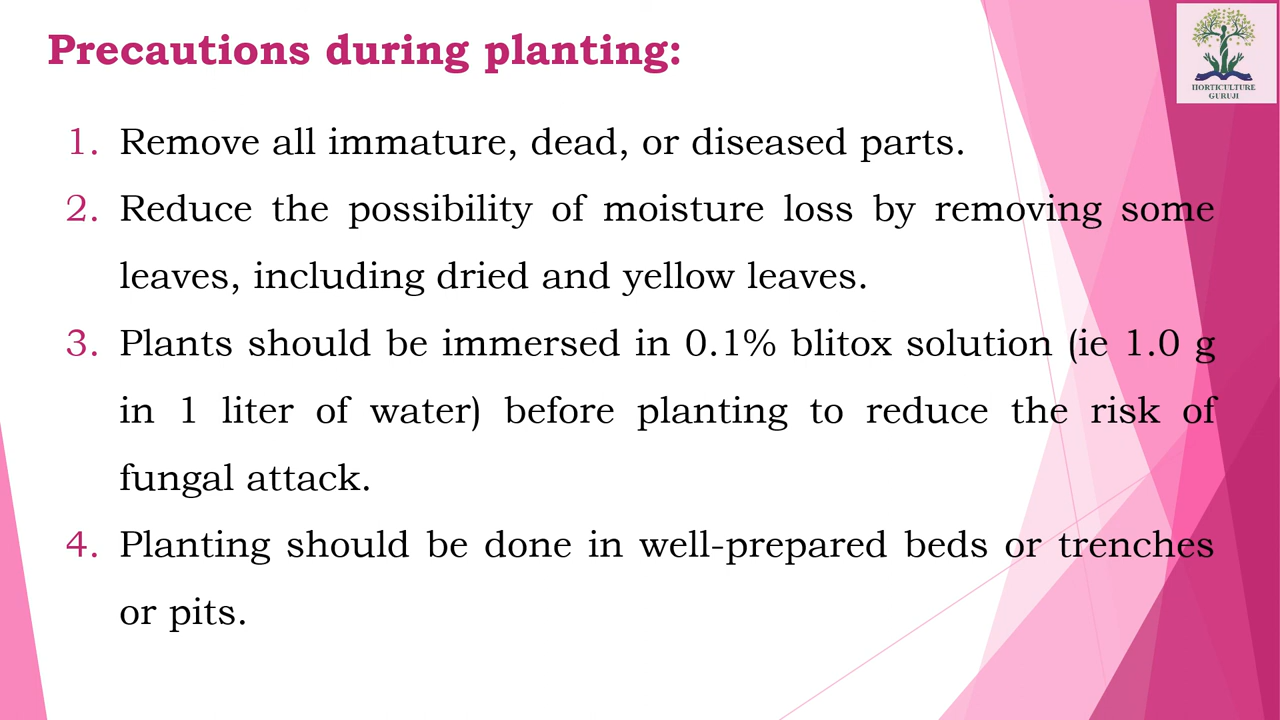 Precautions during planting:
HORTICULTURE
GURUJI
1. Remove all immature, dead, or diseased parts.
2. Reduce the possibility of moisture loss by removing some
leaves, including dried and yellow leaves.
3. Plants should be immersed in 0.1% blitox solution (ie 1.0 g
in 1 liter of water) before planting to reduce the risk of
fungal attack.
4. Planting should be done in well-prepared beds or trenches
or pits.